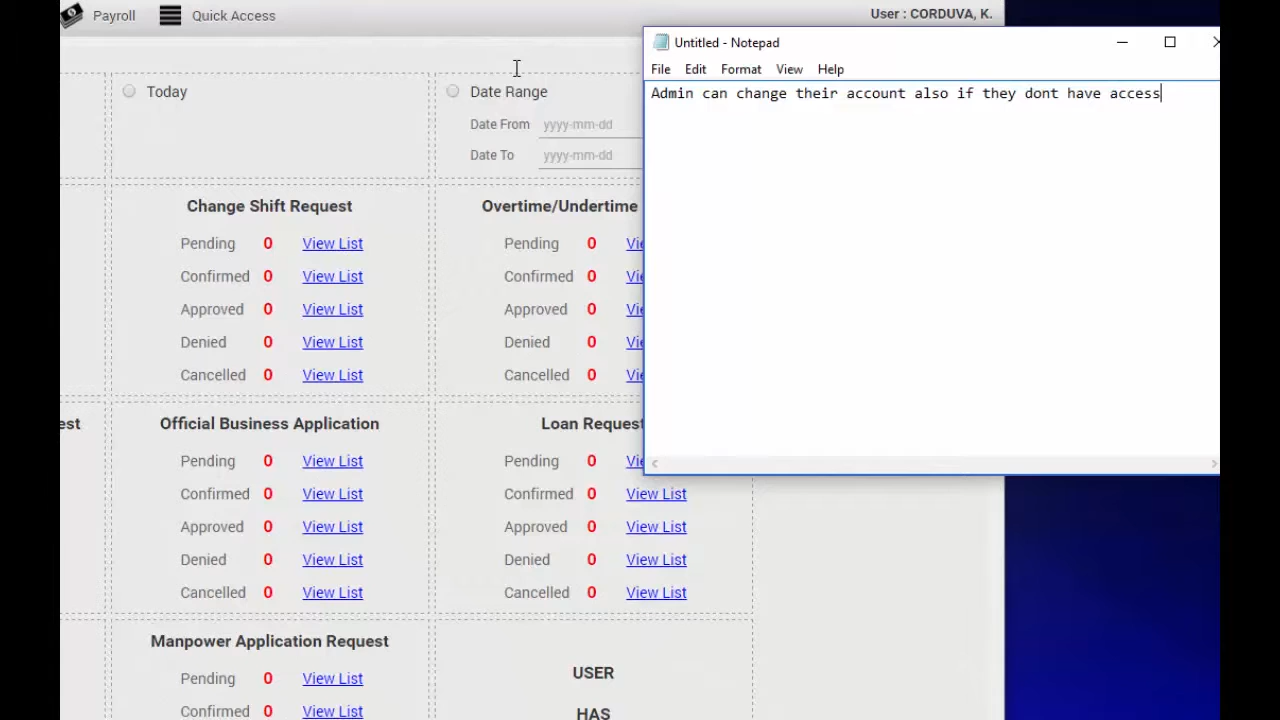 Payroll
Quick Access
User : CORDUVA, K.
Untitled - Notepad
File Edit Format View Help
Admin can change their account also if they dont have access
Today
Date Range
Date From yyyy-mm-dd
Date To yyyy-mm-dd
Change Shift Request
Pending 0 View List
Confirmed 0 View List
Approved 0 View List
Denied 0 View List
Cancelled 0 View List
Overtime/Undertime
Pending 0
Confirmed 0
Approved 0
Denied 0
Cancelled 0
Official Business Application
Pending 0 View List
Confirmed 0 View List
Approved 0 View List
Denied 0 View List
Cancelled 0 View List
Loan Request
Pending 0
Confirmed 0 View List
Approved 0 View List
Denied 0 View List
Cancelled 0 View List
Manpower Application Request
Pending 0 View List
Confirmed 0 View List
USER
HAS